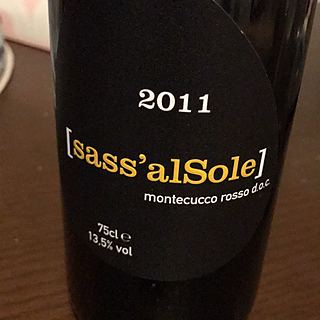 2011
[sass'alSole]
montecucco rosso d.o.c.
75cl e
13,5% vol